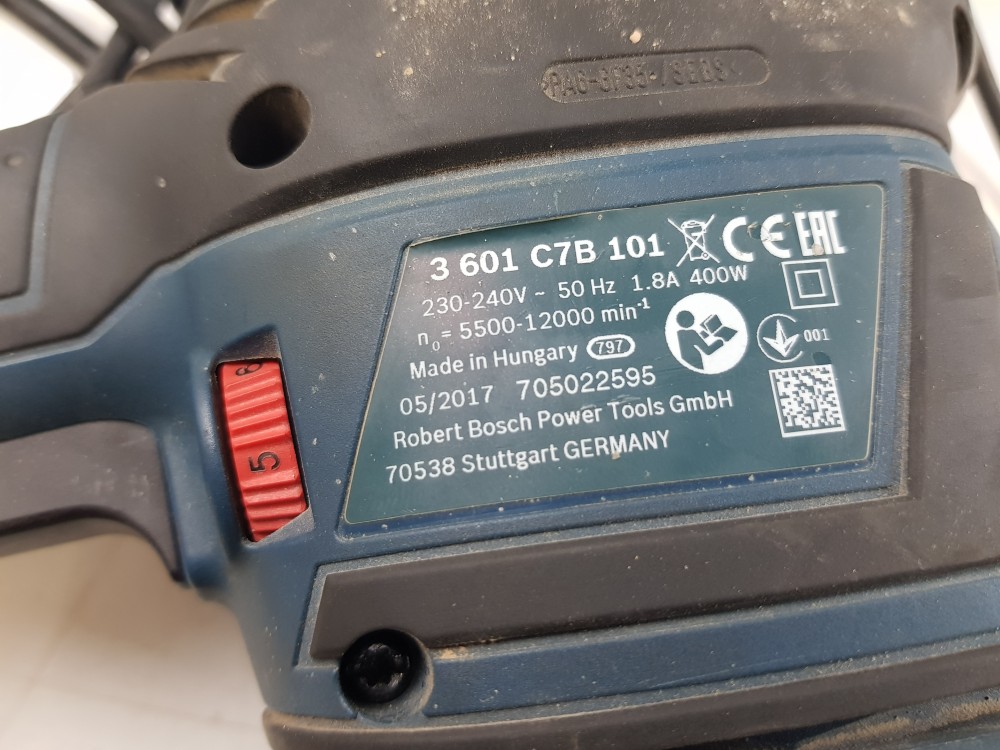 3 601 C7B 101 CE EAC
230-240V ~ 50 Hz 1.8A 400W
n₀= 5500-12000 min⁻¹
Made in Hungary 797
001
05/2017 705022595
Robert Bosch Power Tools GmbH
70538 Stuttgart GERMANY
6
5